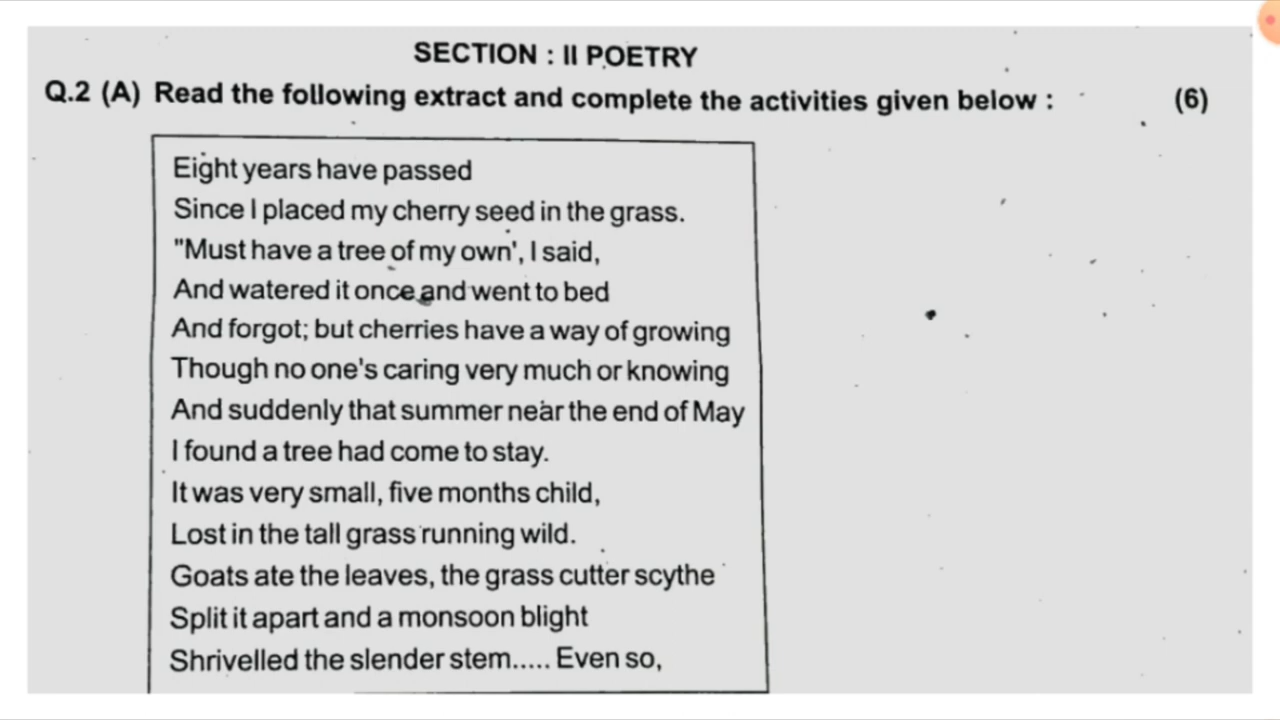 SECTION : II POETRY
Q.2 (A) Read the following extract and complete the activities given below : (6)
Eight years have passed
Since I placed my cherry seed in the grass.
"Must have a tree of my own', I said,
And watered it once and went to bed
And forgot; but cherries have a way of growing
Though no one's caring very much or knowing
And suddenly that summer near the end of May
I found a tree had come to stay.
It was very small, five months child,
Lost in the tall grass running wild.
Goats ate the leaves, the grass cutter scythe
Split it apart and a monsoon blight
Shrivelled the slender stem..... Even so,